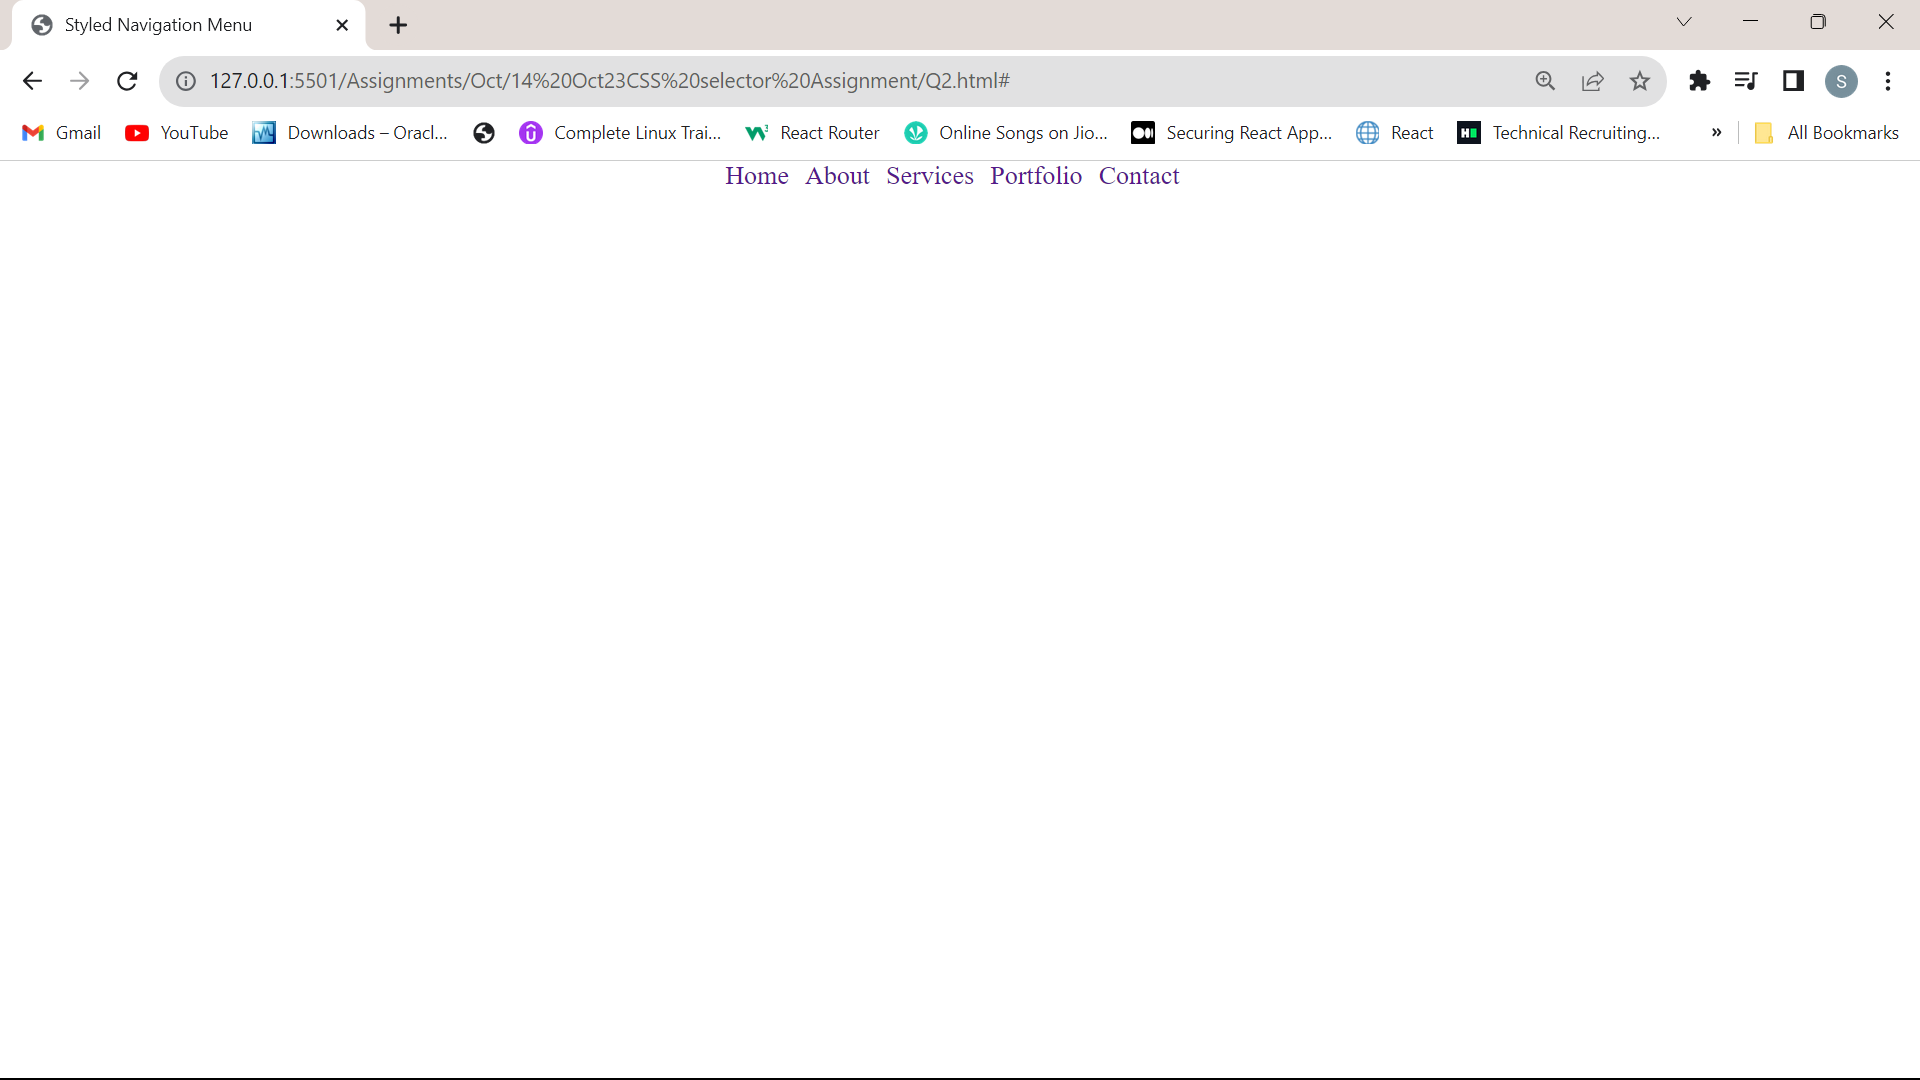 Styled Navigation Menu
127.0.0.1:5501/Assignments/Oct/14%20Oct23CSS%20selector%20Assignment/Q2.html#
S
Gmail YouTube Downloads – Oracl... Complete Linux Trai... React Router Online Songs on Jio... Securing React App... React Technical Recruiting... » All Bookmarks
Home About Services Portfolio Contact